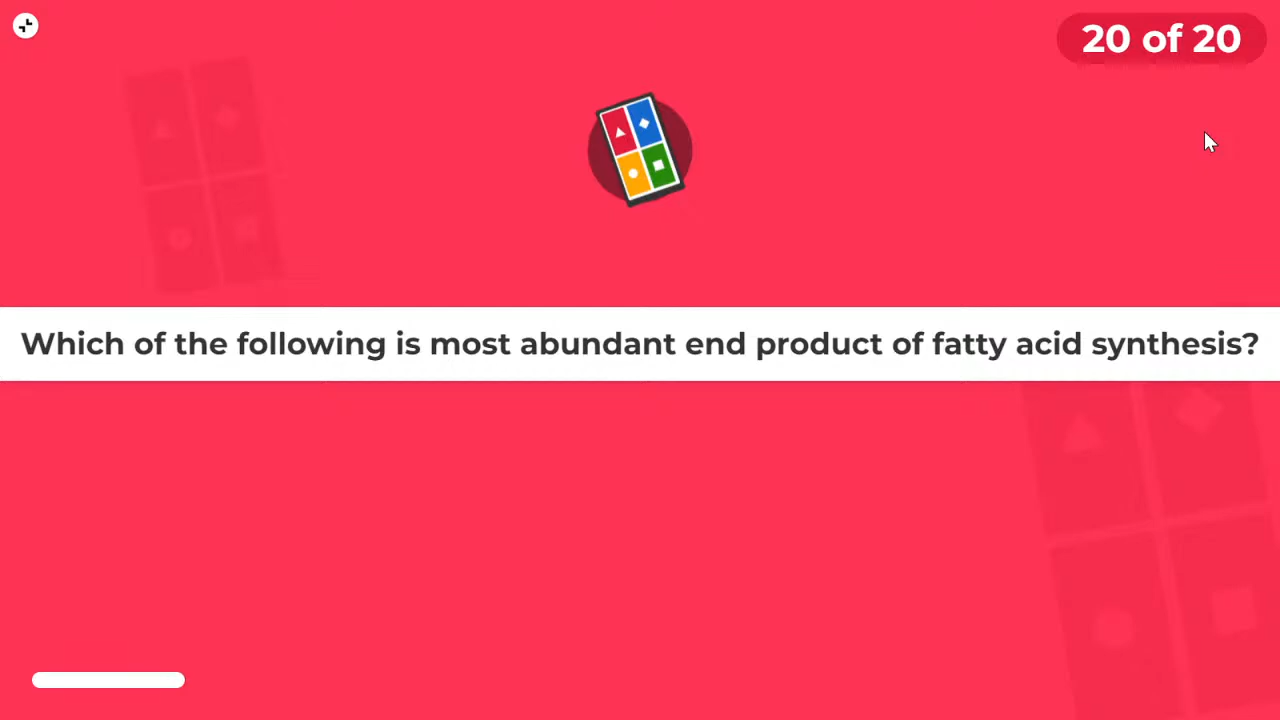 20 of 20
Which of the following is most abundant end product of fatty acid synthesis?